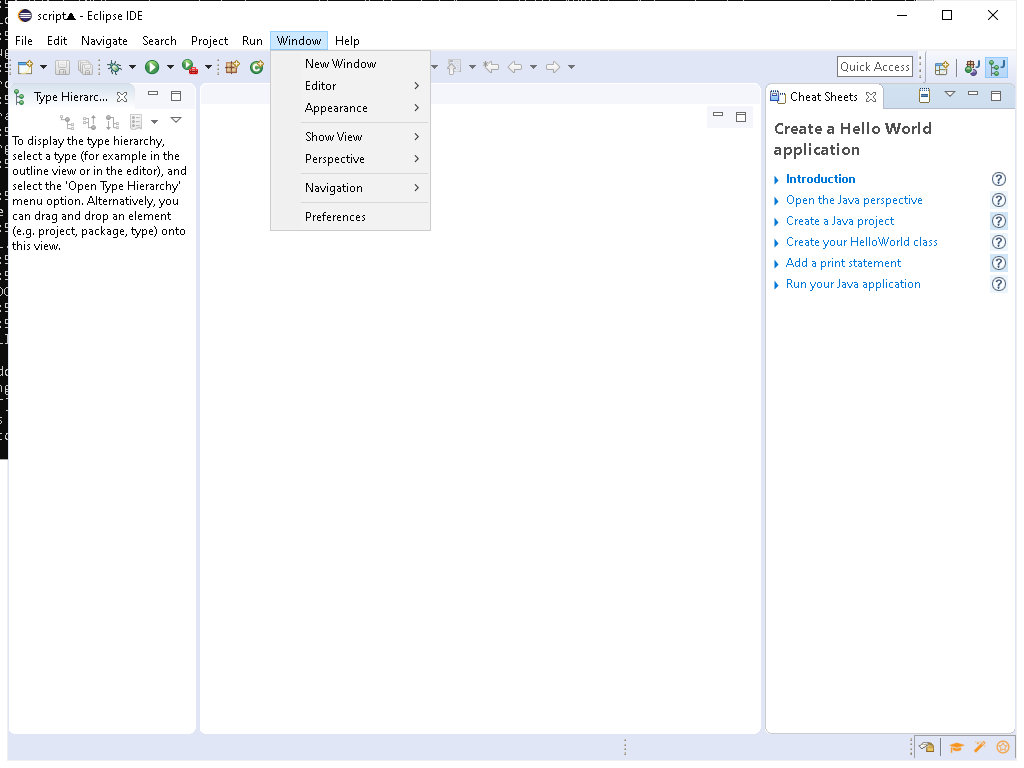 script▲ - Eclipse IDE
File Edit Navigate Search Project Run Window Help
Quick Access
New Window
Editor
Appearance
Show View
Perspective
Navigation
Preferences
Type Hierarc...
To display the type hierarchy,
select a type (for example in the
outline view or in the editor), and
select the 'Open Type Hierarchy'
menu option. Alternatively, you
can drag and drop an element
(e.g. project, package, type) onto
this view.
Cheat Sheets
Create a Hello World
application
Introduction
Open the Java perspective
Create a Java project
Create your HelloWorld class
Add a print statement
Run your Java application